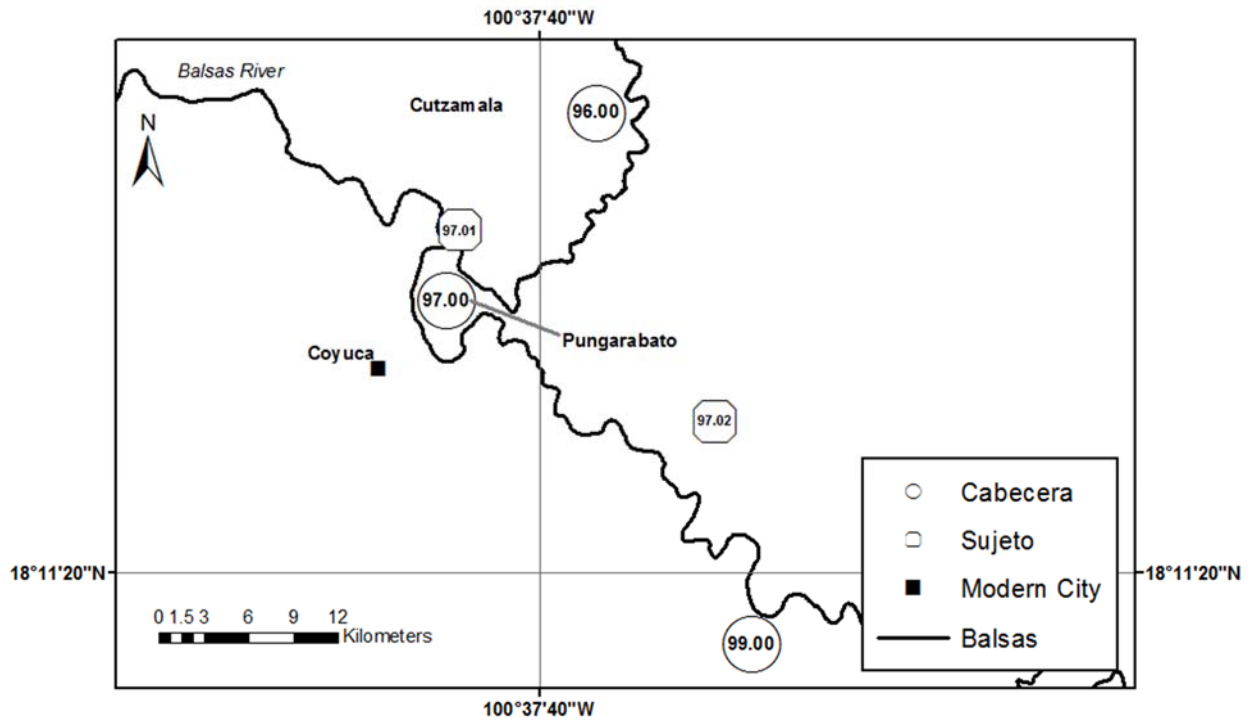 100°37'40"W
Balsas River
Cutzamala
96.00
N
97.01
97.00
Pungarabato
Coyuca
97.02
Cabecera
Sujeto
18°11'20"N
18°11'20"N
Modern City
0 1.5 3 6 9 12
Kilometers
Balsas
99.00
100°37'40"W